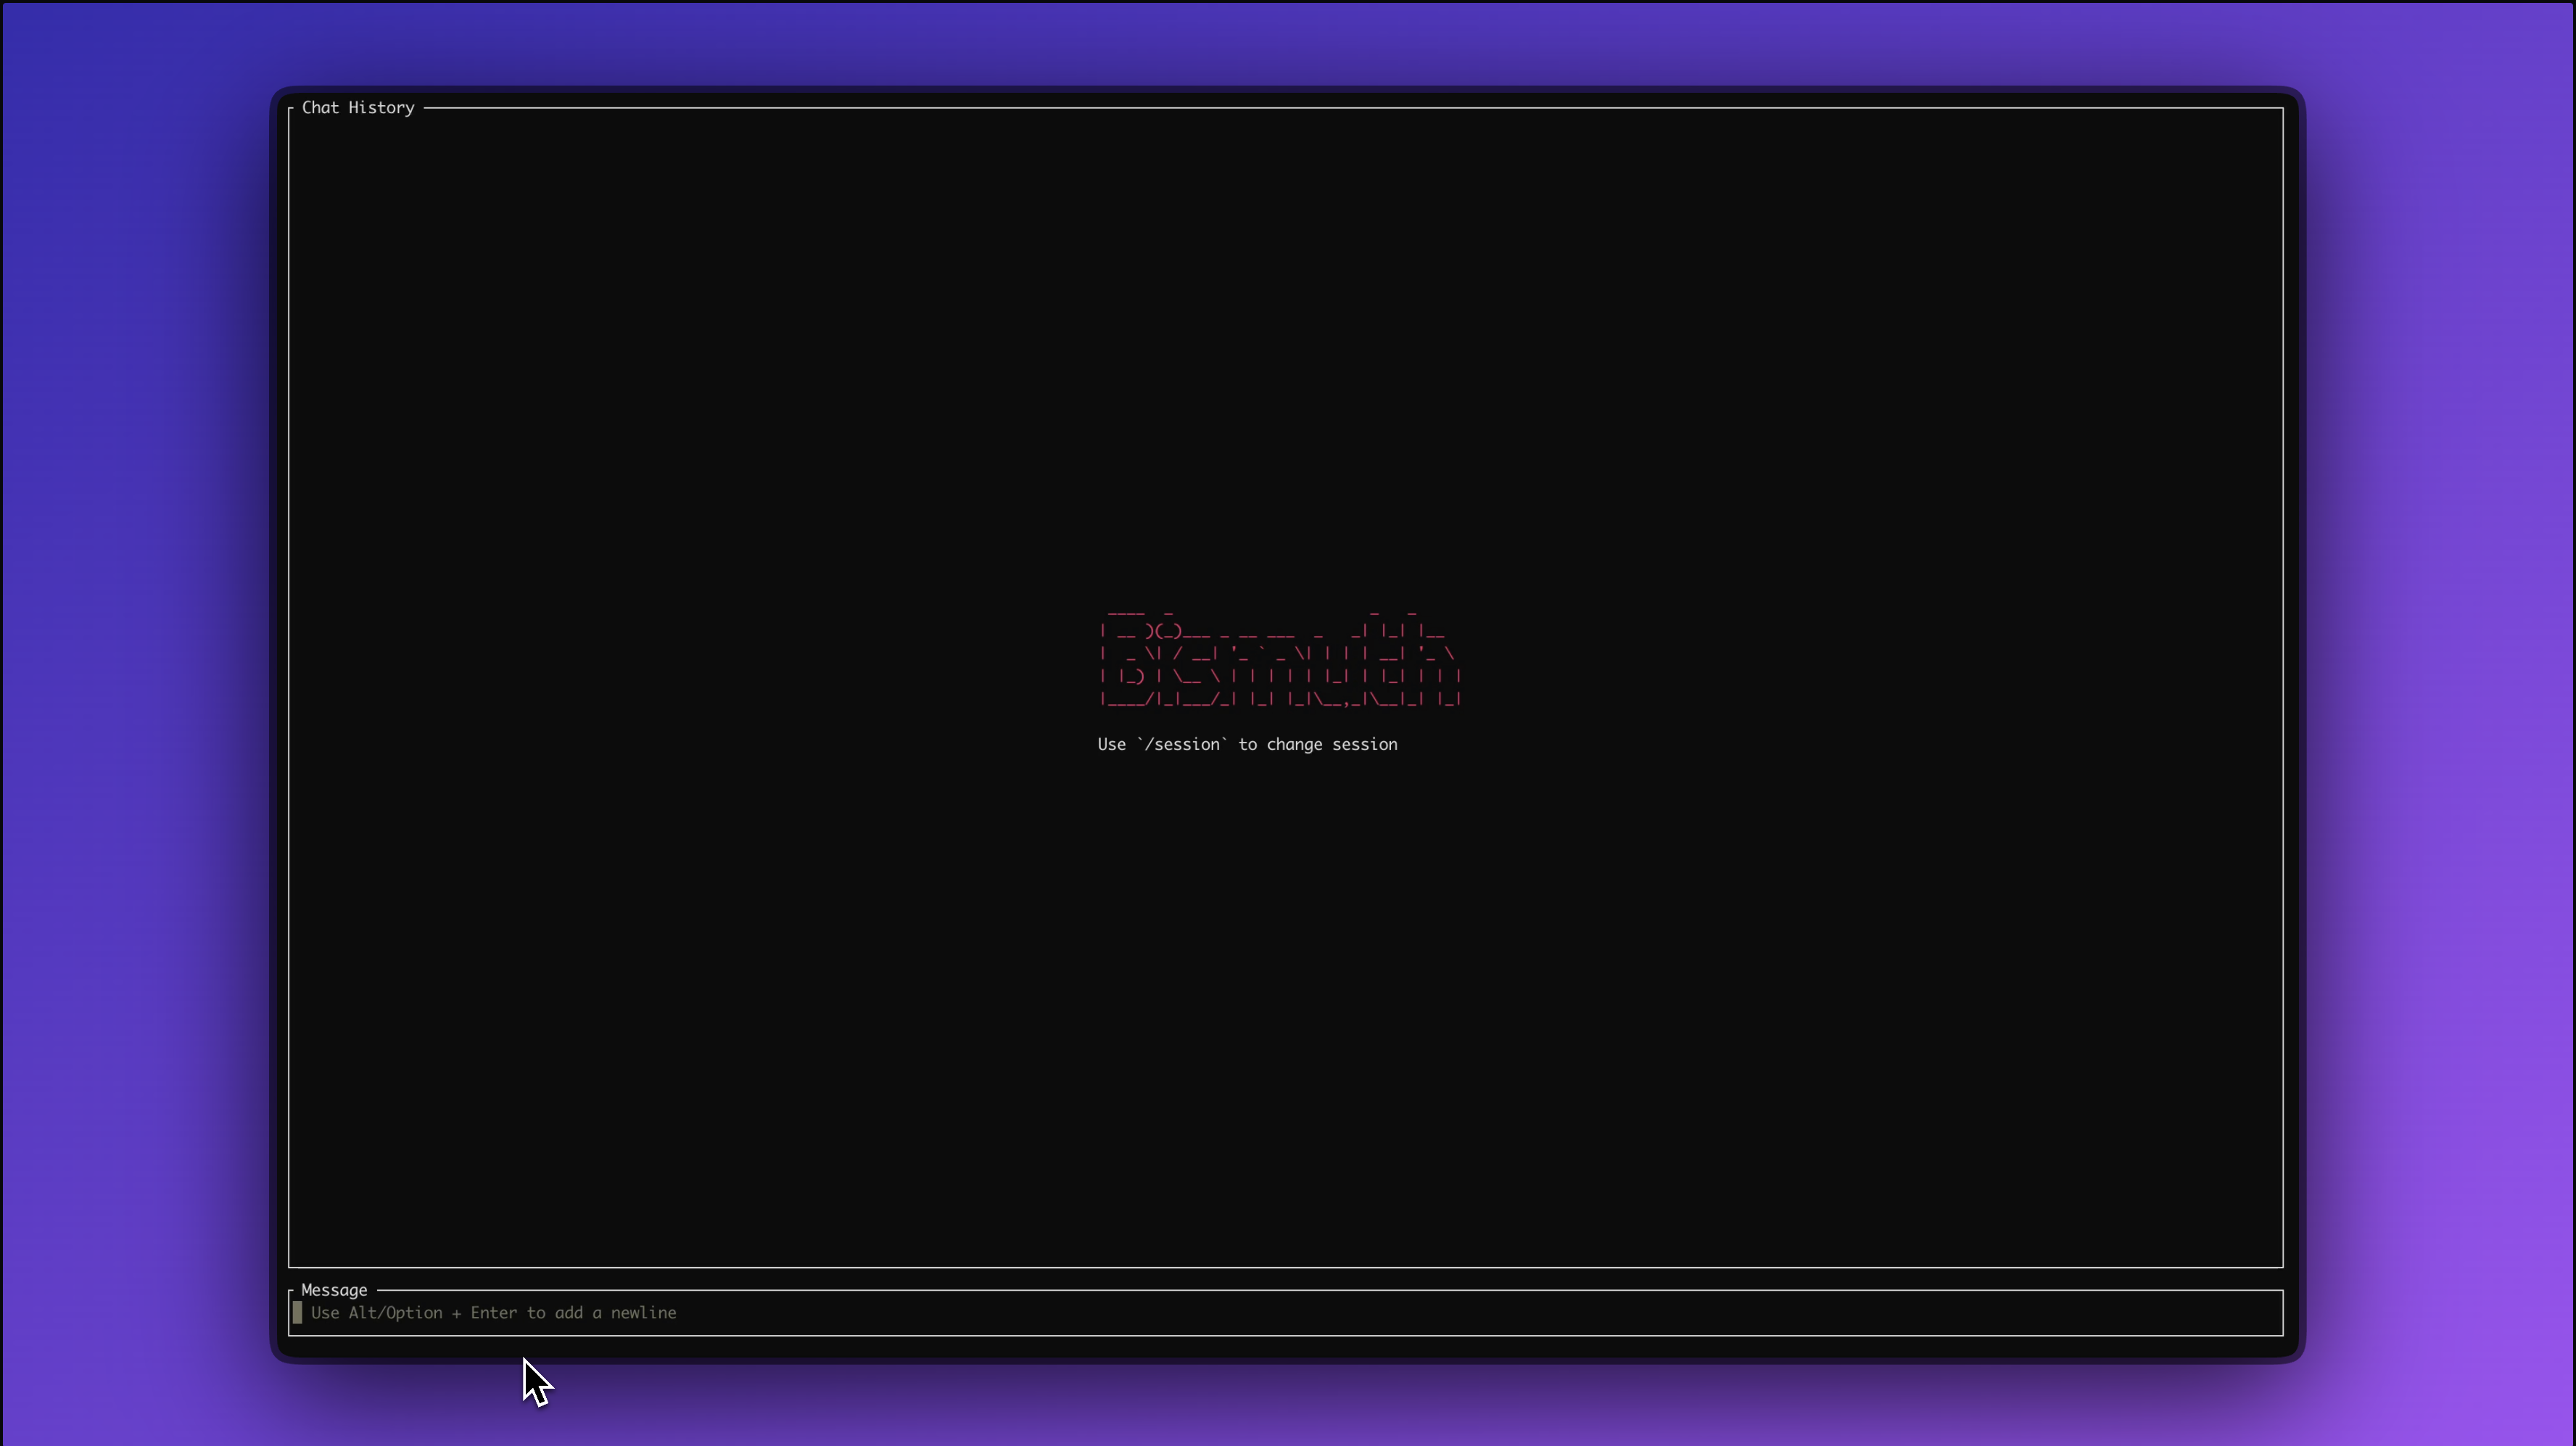 Chat History
Bismuth
Use `/session` to change session
Message
Use Alt/Option + Enter to add a newline